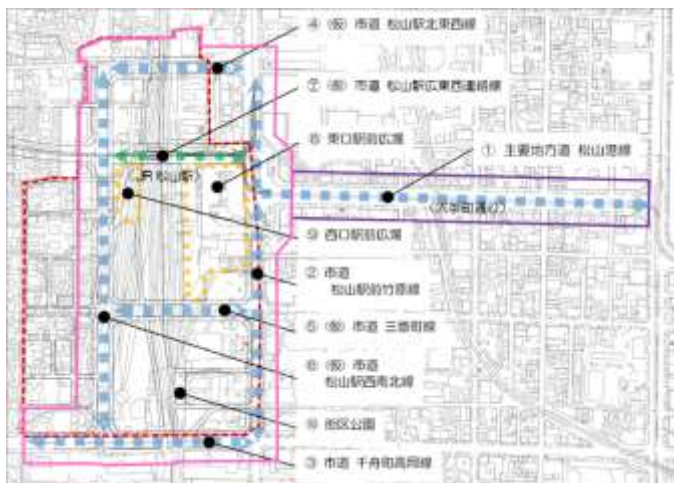 ④ (仮) 市道 松山駅北東西線
⑦ (仮) 市道 松山駅広東西連絡線
⑧ 東口駅前広場
① 主要地方道 松山港線
(JR 松山駅)
(大手町通り)
⑨ 西口駅前広場
② 市道
松山駅前竹原線
⑤ (仮) 市道 三番町線
⑥ (仮) 市道
松山駅西南北線
⑩ 街区公園
③ 市道 千舟町高岡線